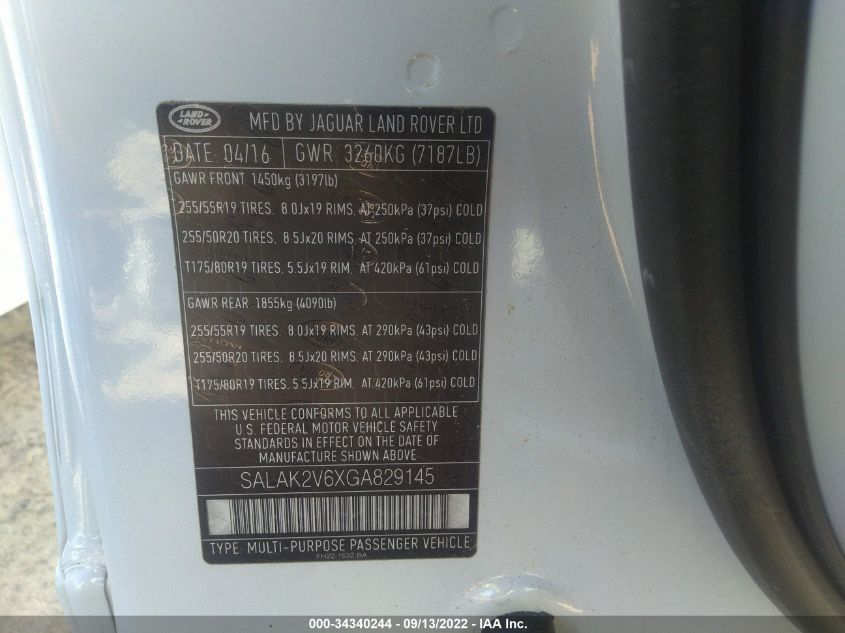 LAND ROVER
MFD BY JAGUAR LAND ROVER LTD
DATE: 04/16 GWR: 3260KG (7187LB)
GAWR FRONT 1450kg (3197lb)
255/55R19 TIRES, 8.0Jx19 RIMS, AT 250kPa (37psi) COLD
255/50R20 TIRES, 8.5Jx20 RIMS, AT 250kPa (37psi) COLD
T175/80R19 TIRES, 5.5Jx19 RIM, AT 420kPa (61psi) COLD
GAWR REAR 1855kg (4090lb)
255/55R19 TIRES, 8.0Jx19 RIMS, AT 290kPa (43psi) COLD
255/50R20 TIRES, 8.5Jx20 RIMS, AT 290kPa (43psi) COLD
T175/80R19 TIRES, 5.5Jx19 RIM, AT 420kPa (61psi) COLD
THIS VEHICLE CONFORMS TO ALL APPLICABLE
U.S. FEDERAL MOTOR VEHICLE SAFETY
STANDARDS IN EFFECT ON THE DATE OF
MANUFACTURE SHOWN ABOVE
SALAK2V6XGA829145
TYPE: MULTI-PURPOSE PASSENGER VEHICLE
FH22-1532-BA
000-34340244 - 09/13/2022 - IAA Inc.